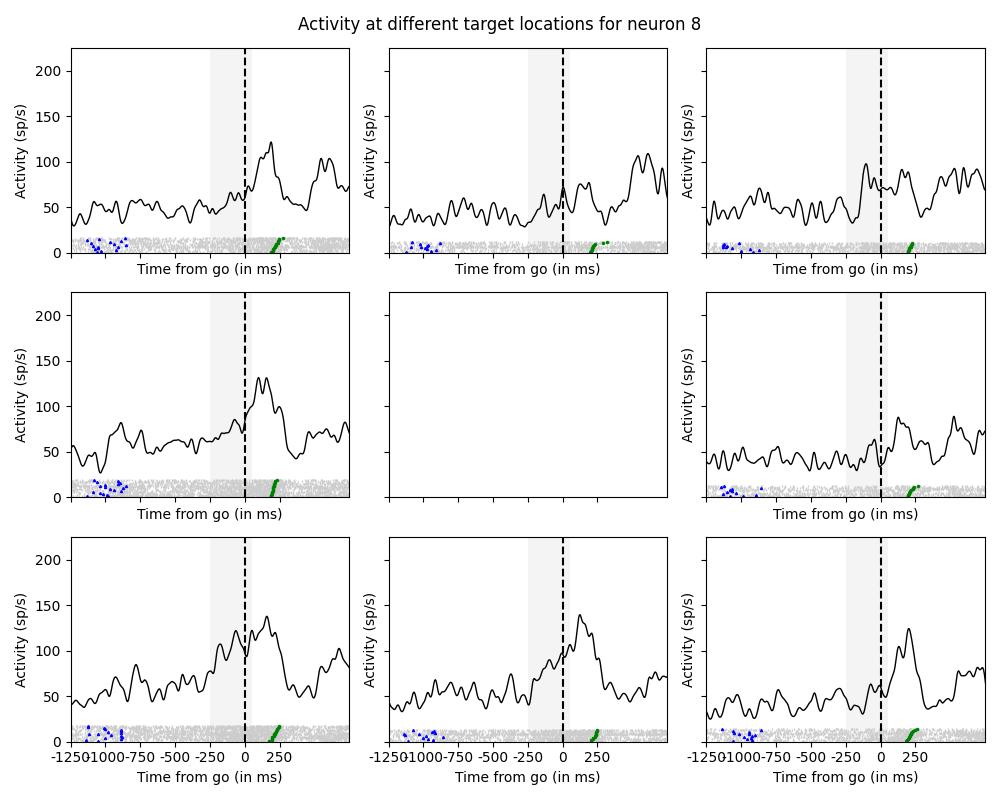 Activity at different target locations for neuron 8
Activity (sp/s)
200
150
100
50
0
Time from go (in ms)
Activity (sp/s)
Time from go (in ms)
Activity (sp/s)
Time from go (in ms)
Activity (sp/s)
200
150
100
50
0
Time from go (in ms)
Time from go (in ms)
Activity (sp/s)
Time from go (in ms)
Activity (sp/s)
200
150
100
50
0
-1250 -1000 -750 -500 -250 0 250
Time from go (in ms)
Activity (sp/s)
-1250 -1000 -750 -500 -250 0 250
Time from go (in ms)
Activity (sp/s)
-1250 -1000 -750 -500 -250 0 250
Time from go (in ms)